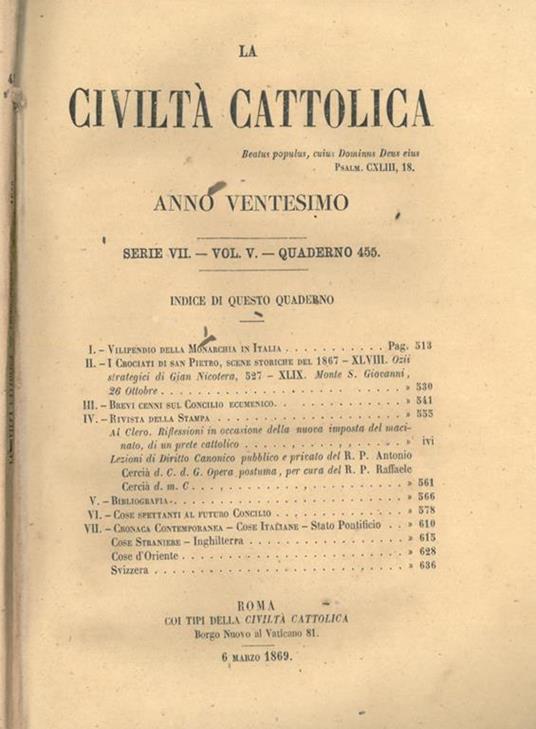 LA
CIVILTÀ CATTOLICA
Beatus populus, cuius Dominus Deus eius
PSALM. CXLIII, 18.
ANNO VENTESIMO
SERIE VII. — VOL. V. — QUADERNO 455.
INDICE DI QUESTO QUADERNO
I. – VILIPENDIO DELLA MONARCHIA IN ITALIA . . . . . . . . . . . Pag. 513
II. – I CROCIATI DI SAN PIETRO, SCENE STORICHE DEL 1867 – XLVIII. Ozii
strategici di Gian Nicotera, 527 – XLIX. Monte S. Giovanni,
26 Ottobre . . . . . . . . . . . . . . . . . . . . . . » 530
III. – BREVI CENNI SUL CONCILIO ECUMENICO. . . . . . . . . . . . » 541
IV. – RIVISTA DELLA STAMPA . . . . . . . . . . . . . . . . . » 555
Al Clero. Riflessioni in occasione della nuova imposta del maci-
nato, di un prete cattolico . . . . . . . . . . . . . . » ivi
Lezioni di Diritto Canonico pubblico e privato del R. P. Antonio
Cercià d. C. d. G. Opera postuma, per cura del R. P. Raffaele
Cercià d. m. C . . . . . . . . . . . . . . . . . . . . » 561
V. – BIBLIOGRAFIA . . . . . . . . . . . . . . . . . . . . . » 566
VI. – COSE SPETTANTI AL FUTURO CONCILIO . . . . . . . . . . . . » 578
VII. – CRONACA CONTEMPORANEA – COSE ITALIANE – Stato Pontificio . . » 610
COSE STRANIERE – Inghilterra . . . . . . . . . . . . . . » 615
Cose d'Oriente . . . . . . . . . . . . . . . . . . . . » 628
Svizzera . . . . . . . . . . . . . . . . . . . . . . . » 636
ROMA
COI TIPI DELLA CIVILTÀ CATTOLICA
Borgo Nuovo al Vaticano 81.
6 MARZO 1869.